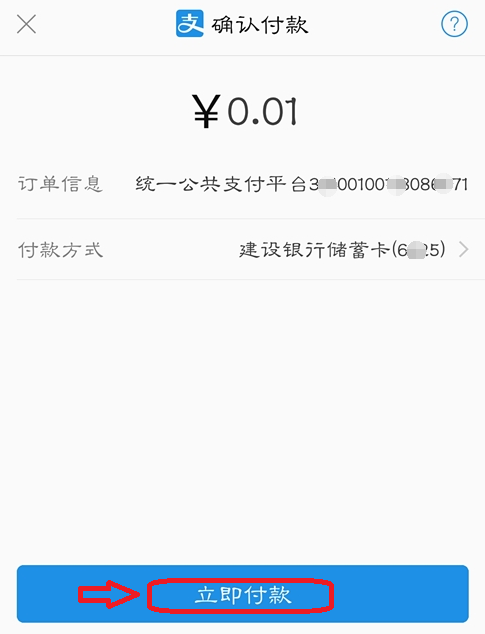 支 确认付款 ?
¥0.01
订单信息 统一公共支付平台
付款方式 建设银行储蓄卡
立即付款